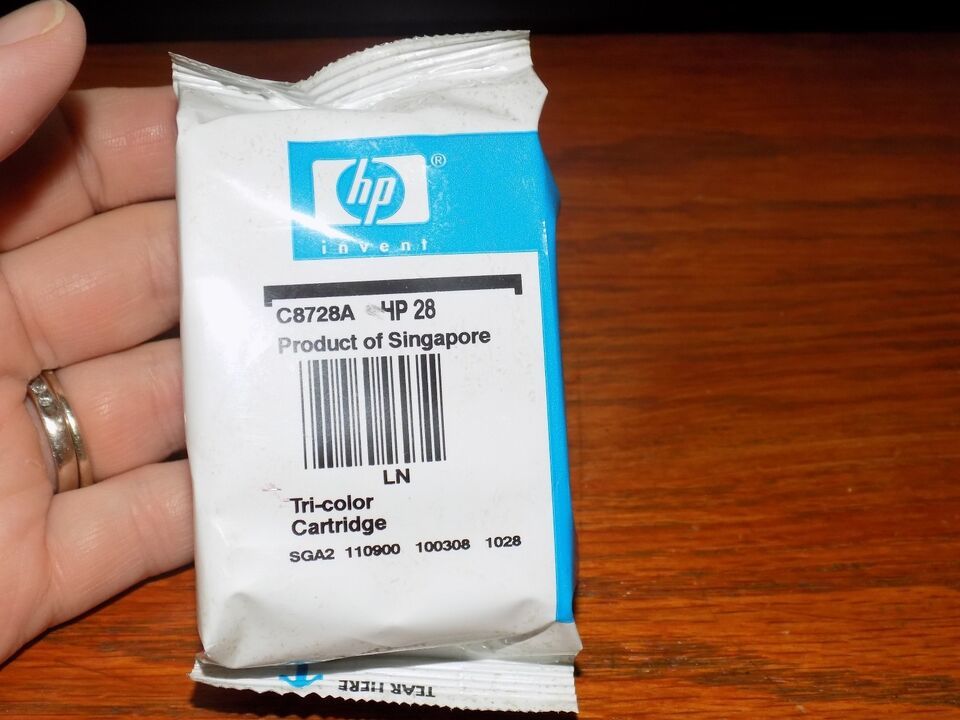 hp®
invent
C8728A HP 28
Product of Singapore
LN
Tri-color
Cartridge
SGA2 110900 100308 1028
TEAR HERE